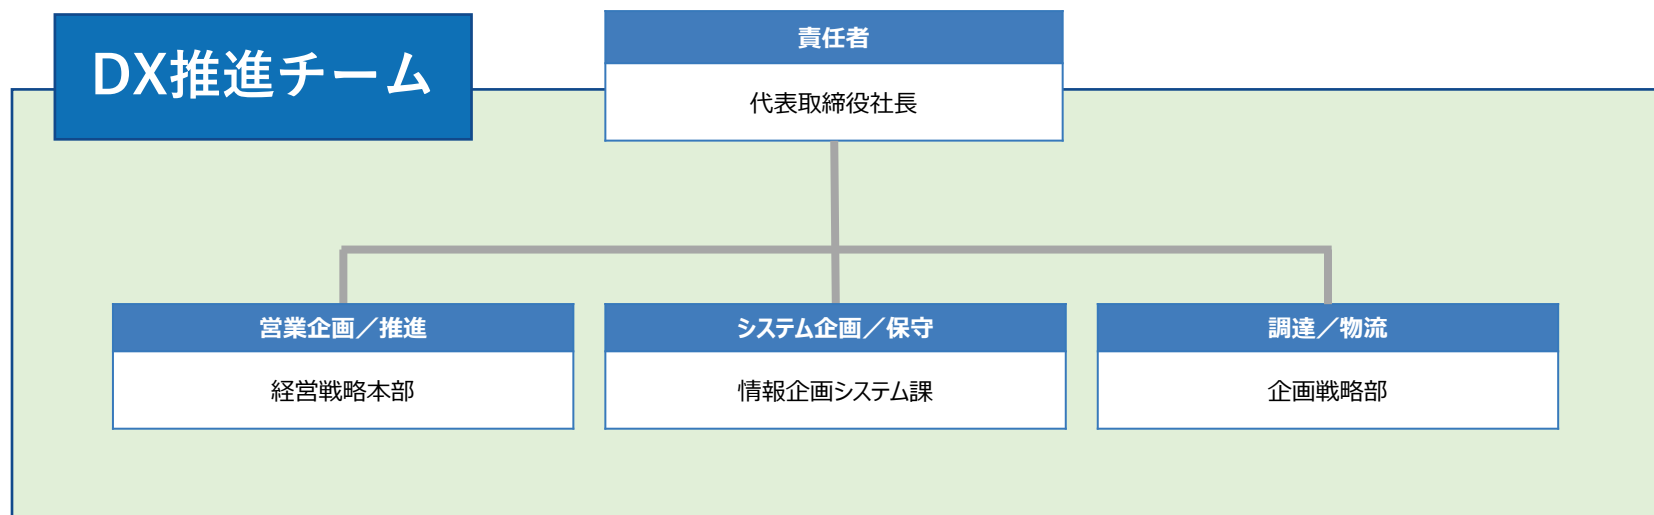 DX推進チーム
責任者
代表取締役社長
営業企画／推進
経営戦略本部
システム企画／保守
情報企画システム課
調達／物流
企画戦略部